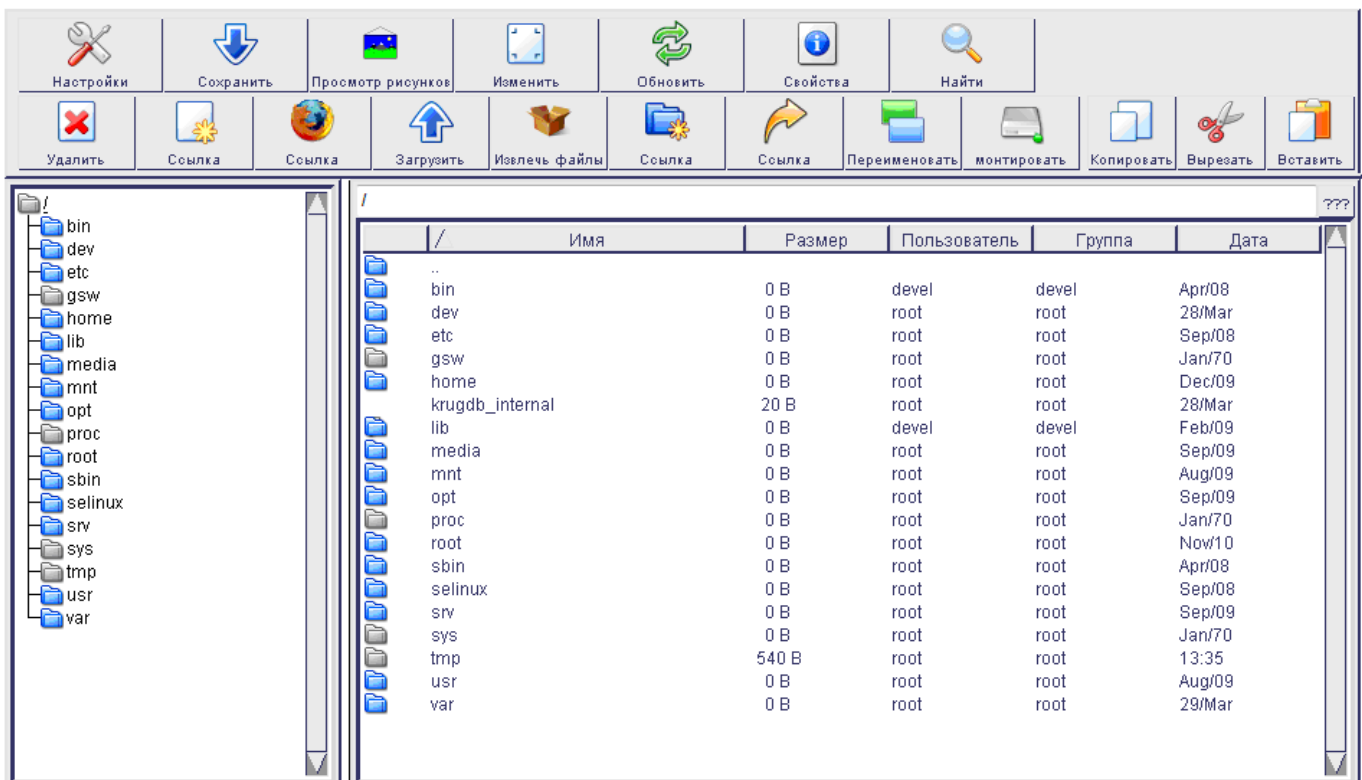 Настройки Сохранить Просмотр рисунков Изменить Обновить Свойства Найти
Удалить Ссылка Ссылка Загрузить Извлечь файлы Ссылка Ссылка Переименовать монтировать Копировать Вырезать Вставить
/
bin
dev
etc
gsw
home
lib
media
mnt
opt
proc
root
sbin
selinux
srv
sys
tmp
usr
var
/ ???
Имя Размер Пользователь Группа Дата
..
bin 0 B devel devel Apr/08
dev 0 B root root 28/Mar
etc 0 B root root Sep/08
gsw 0 B root root Jan/70
home 0 B root root Dec/09
krugdb_internal 20 B root root 28/Mar
lib 0 B devel devel Feb/09
media 0 B root root Sep/09
mnt 0 B root root Aug/09
opt 0 B root root Sep/09
proc 0 B root root Jan/70
root 0 B root root Nov/10
sbin 0 B root root Apr/08
selinux 0 B root root Sep/08
srv 0 B root root Sep/09
sys 0 B root root Jan/70
tmp 540 B root root 13:35
usr 0 B root root Aug/09
var 0 B root root 29/Mar